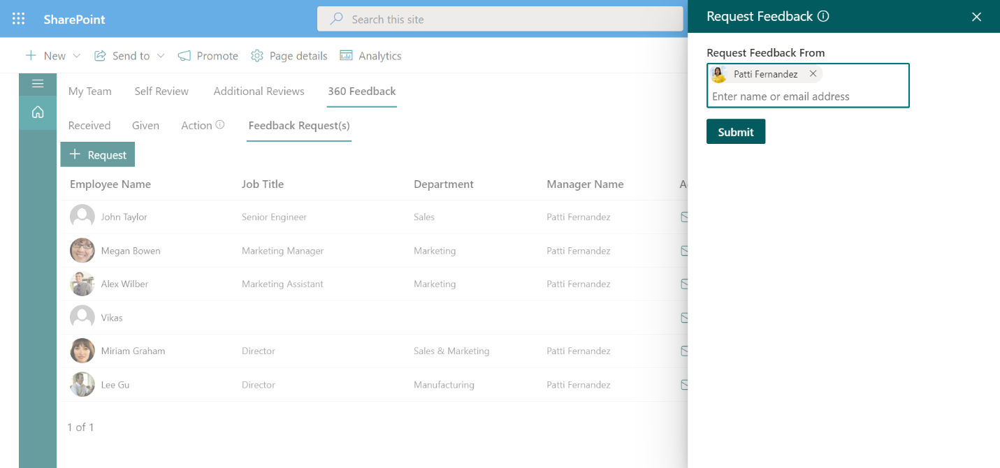 SharePoint
Search this site
Request Feedback
New
Send to
Promote
Page details
Analytics
Request Feedback From
Patti Fernandez
Enter name or email address
Submit
My Team
Self Review
Additional Reviews
360 Feedback
Received
Given
Action
Feedback Request(s)
Request
Employee Name Job Title Department Manager Name
John Taylor Senior Engineer Sales Patti Fernandez
Megan Bowen Marketing Manager Marketing Patti Fernandez
Alex Wilber Marketing Assistant Marketing Patti Fernandez
Vikas
Miriam Graham Director Sales & Marketing Patti Fernandez
Lee Gu Director Manufacturing Patti Fernandez
1 of 1